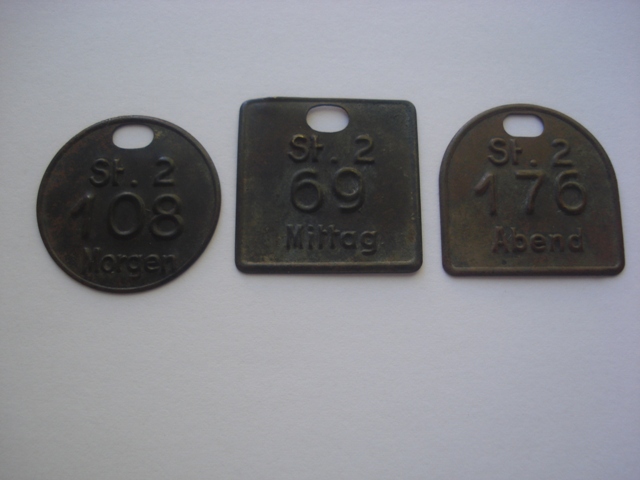 St. 2
108
Morgen
St. 2
69
Mittag
St. 2
176
Abend